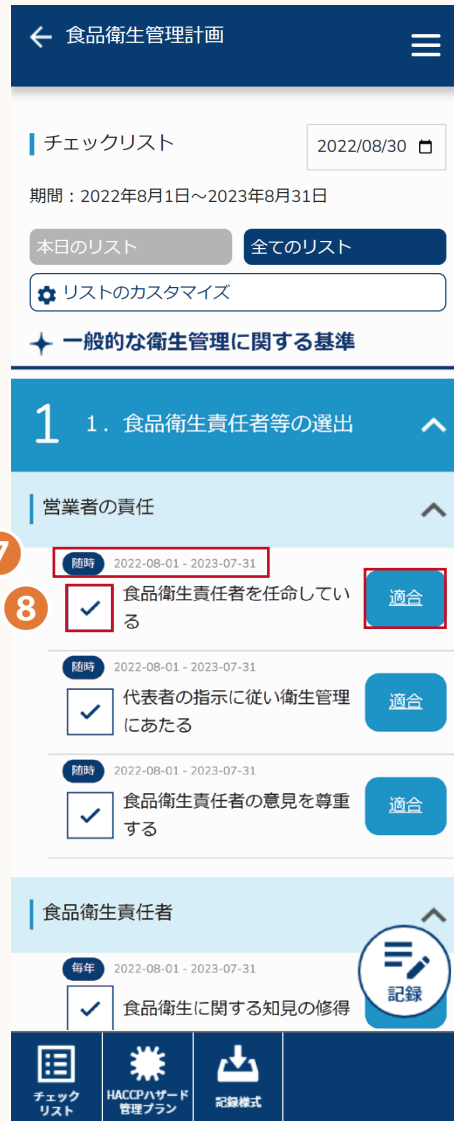 食品衛生管理計画
チェックリスト
2022/08/30
期間：2022年8月1日～2023年8月31日
本日のリスト
全てのリスト
リストのカスタマイズ
一般的な衛生管理に関する基準
1
1．食品衛生責任者等の選出
営業者の責任
7
随時 2022-08-01 - 2023-07-31
8
食品衛生責任者を任命してい
る
適合
随時 2022-08-01 - 2023-07-31
代表者の指示に従い衛生管理
にあたる
適合
随時 2022-08-01 - 2023-07-31
食品衛生責任者の意見を尊重
する
適合
食品衛生責任者
毎年 2022-08-01 - 2023-07-31
食品衛生に関する知見の修得
記録
チェック
リスト
HACCPハザード
管理プラン
記録様式